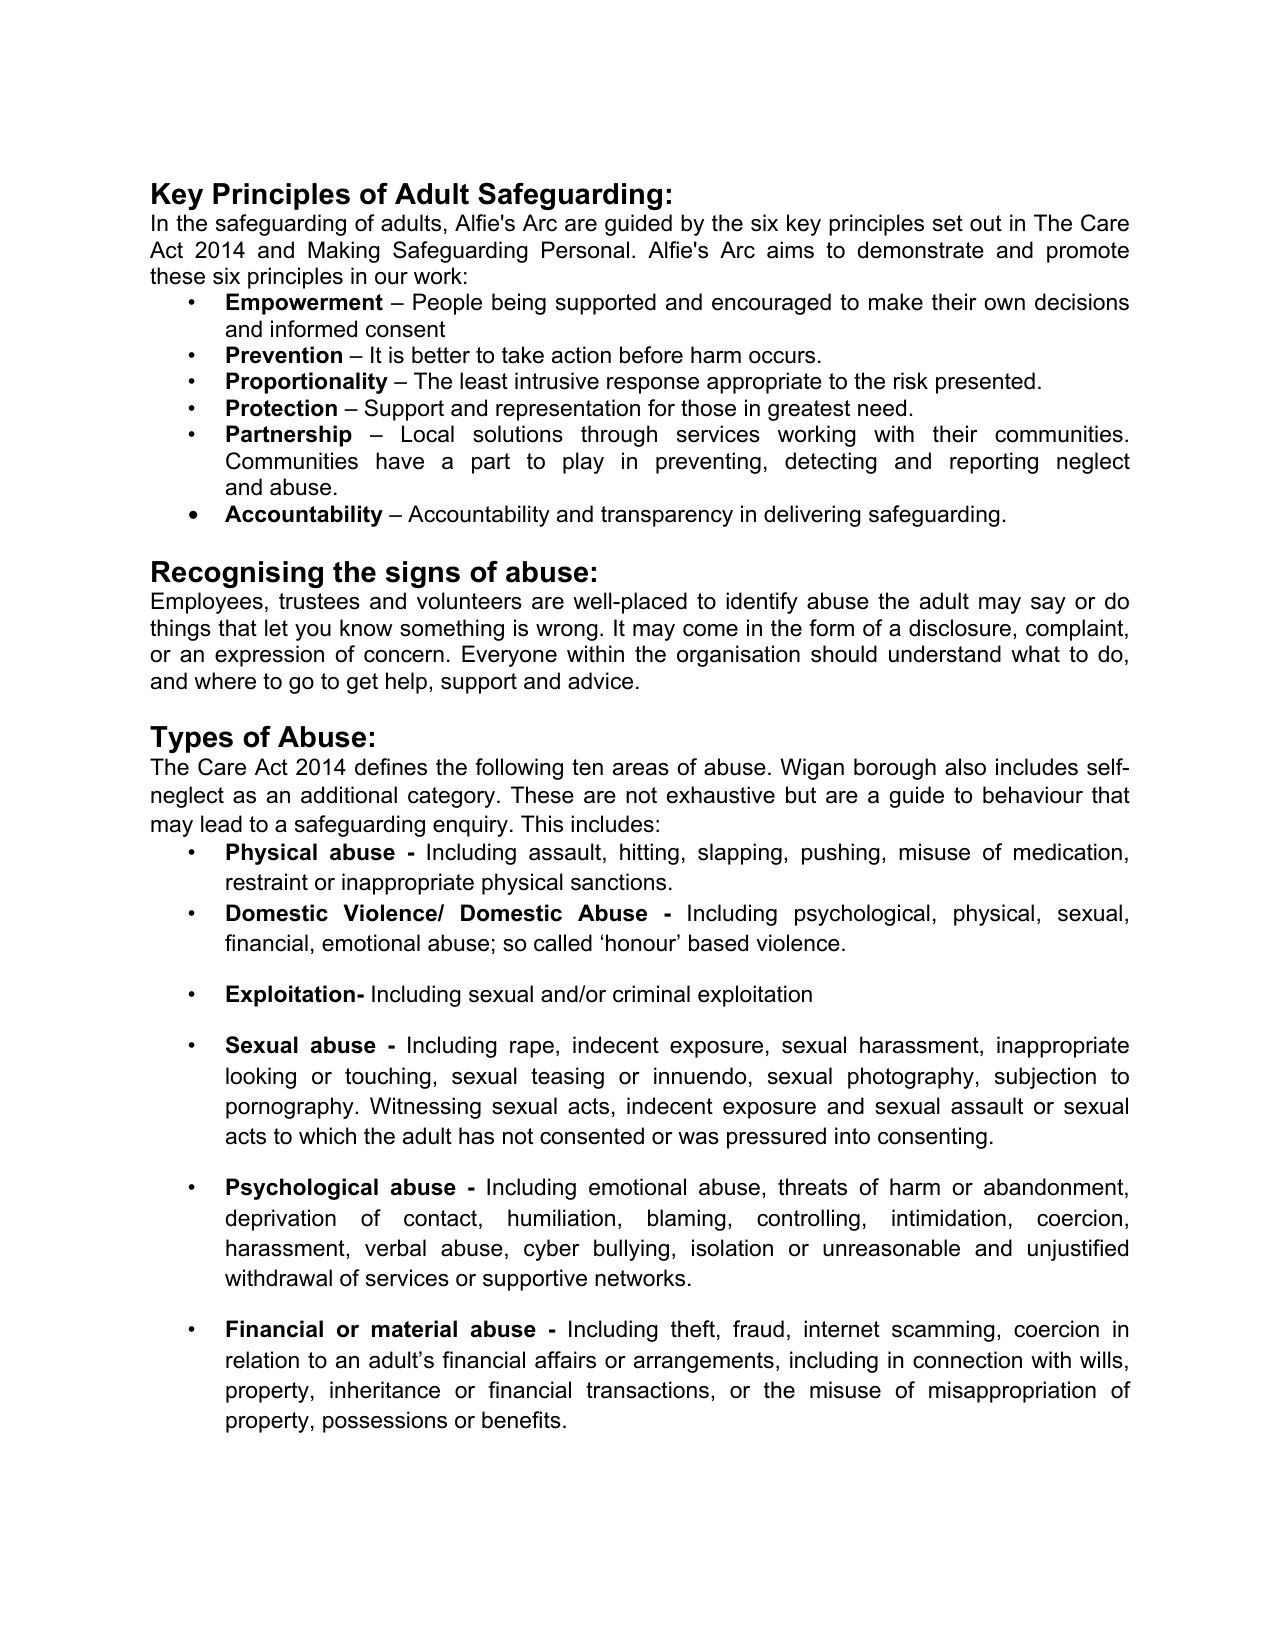 Key Principles of Adult Safeguarding:
In the safeguarding of adults, Alfie's Arc are guided by the six key principles set out in The Care
Act 2014 and Making Safeguarding Personal. Alfie's Arc aims to demonstrate and promote
these six principles in our work:
• Empowerment – People being supported and encouraged to make their own decisions
and informed consent
• Prevention – It is better to take action before harm occurs.
• Proportionality – The least intrusive response appropriate to the risk presented.
• Protection – Support and representation for those in greatest need.
• Partnership – Local solutions through services working with their communities.
Communities have a part to play in preventing, detecting and reporting neglect
and abuse.
• Accountability – Accountability and transparency in delivering safeguarding.
Recognising the signs of abuse:
Employees, trustees and volunteers are well-placed to identify abuse the adult may say or do
things that let you know something is wrong. It may come in the form of a disclosure, complaint,
or an expression of concern. Everyone within the organisation should understand what to do,
and where to go to get help, support and advice.
Types of Abuse:
The Care Act 2014 defines the following ten areas of abuse. Wigan borough also includes self-
neglect as an additional category. These are not exhaustive but are a guide to behaviour that
may lead to a safeguarding enquiry. This includes:
• Physical abuse - Including assault, hitting, slapping, pushing, misuse of medication,
restraint or inappropriate physical sanctions.
• Domestic Violence/ Domestic Abuse - Including psychological, physical, sexual,
financial, emotional abuse; so called ‘honour’ based violence.
• Exploitation- Including sexual and/or criminal exploitation
• Sexual abuse - Including rape, indecent exposure, sexual harassment, inappropriate
looking or touching, sexual teasing or innuendo, sexual photography, subjection to
pornography. Witnessing sexual acts, indecent exposure and sexual assault or sexual
acts to which the adult has not consented or was pressured into consenting.
• Psychological abuse - Including emotional abuse, threats of harm or abandonment,
deprivation of contact, humiliation, blaming, controlling, intimidation, coercion,
harassment, verbal abuse, cyber bullying, isolation or unreasonable and unjustified
withdrawal of services or supportive networks.
• Financial or material abuse - Including theft, fraud, internet scamming, coercion in
relation to an adult’s financial affairs or arrangements, including in connection with wills,
property, inheritance or financial transactions, or the misuse of misappropriation of
property, possessions or benefits.